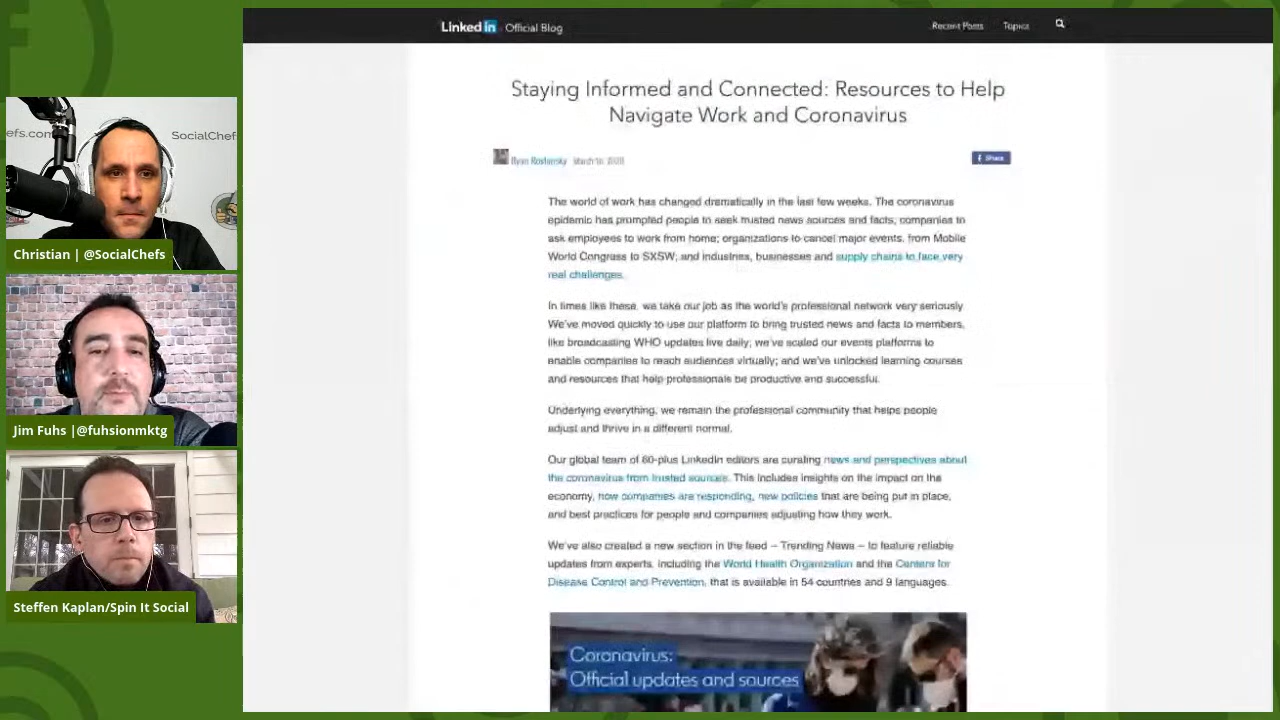 LinkedIn Official Blog
Recent Posts Topics
Staying Informed and Connected: Resources to Help
Navigate Work and Coronavirus
Ryan Roslansky March 2020
Share
The world of work has changed dramatically in the last few weeks. The coronavirus
epidemic has prompted people to seek trusted news sources and facts; companies to
ask employees to work from home; organizations to cancel major events, from Mobile
World Congress to SXSW; and industries, businesses and supply chains to face very
real challenges.
In times like these, we take our job as the world's professional network very seriously.
We've moved quickly to use our platform to bring trusted news and facts to members,
like broadcasting WHO updates live daily; we've scaled our events platforms to
enable companies to reach audiences virtually; and we've unlocked learning courses
and resources that help professionals be productive and successful.
Underlying everything, we remain the professional community that helps people
adjust and thrive in a different normal.
Our global team of 60-plus LinkedIn editors are curating news and perspectives about
the coronavirus from trusted sources. This includes insights on the impact on the
economy, how companies are responding, new policies that are being put in place,
and best practices for people and companies adjusting how they work.
We've also created a new section in the feed – Trending News – to feature reliable
updates from experts, including the World Health Organization and the Centers for
Disease Control and Prevention, that is available in 54 countries and 9 languages.
Coronavirus:
Official updates and sources
efs.com
SocialChef
Christian | @SocialChefs
Jim Fuhs |@fuhsionmktg
Steffen Kaplan/Spin It Social